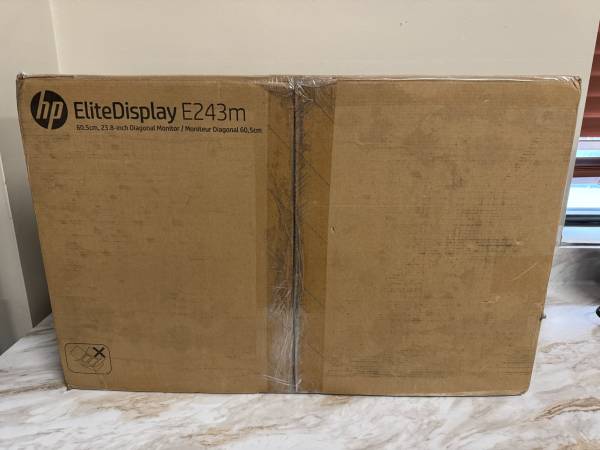 hp EliteDisplay E243m
60.5cm, 23.8-inch Diagonal Monitor / Moniteur Diagonal 60,5cm